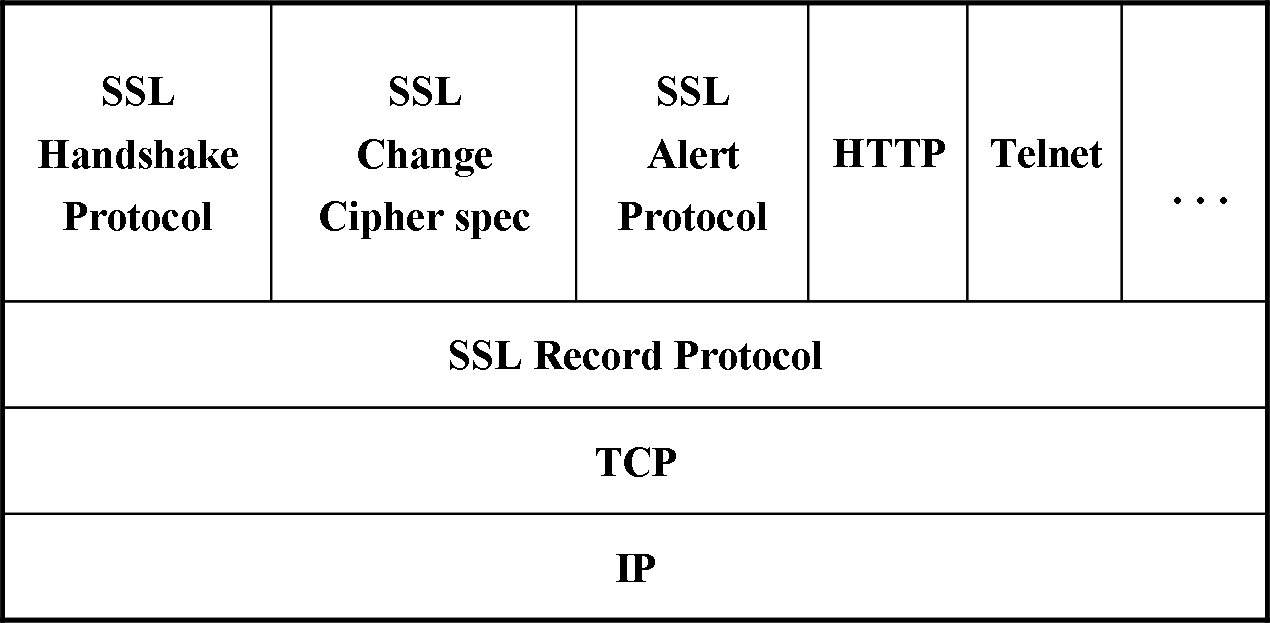 SSL
Handshake
Protocol
SSL
Change
Cipher spec
SSL
Alert
Protocol
HTTP
Telnet
...
SSL Record Protocol
TCP
IP